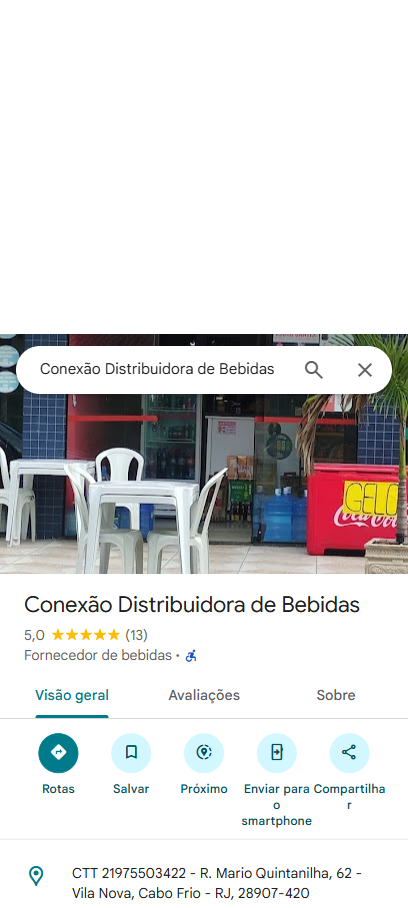 Conexão Distribuidora de Bebidas
GELO
Coca-Cola
Conexão Distribuidora de Bebidas
5,0 ★★★★★ (13)
Fornecedor de bebidas ·
Visão geral Avaliações Sobre
Rotas Salvar Próximo Enviar para o smartphone Compartilhar
CTT 21975503422 - R. Mario Quintanilha, 62 -
Vila Nova, Cabo Frio - RJ, 28907-420